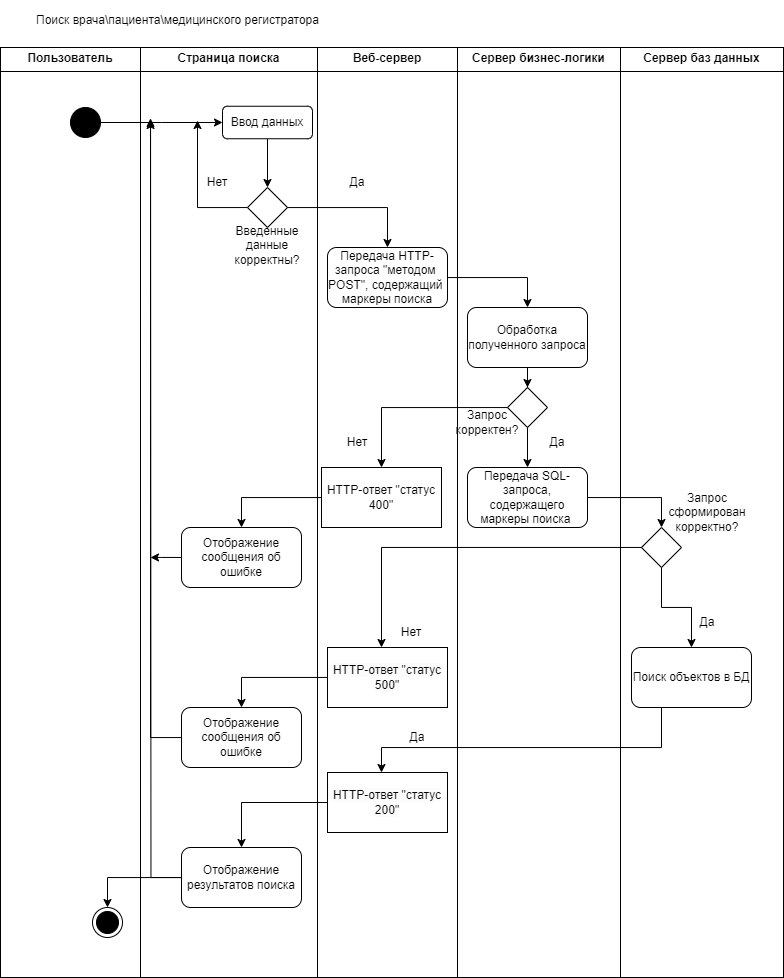 Поиск врача\пациента\медицинского регистратора
Пользователь
Страница поиска
Веб-сервер
Сервер бизнес-логики
Сервер баз данных
Ввод данных
Нет
Да
Введенные
данные
корректны?
Передача HTTP-
запроса "методом
POST", содержащий
маркеры поиска
Обработка
полученного запроса
Запрос
корректен?
Нет
Да
HTTP-ответ "статус
400"
Передача SQL-
запроса,
содержащего
маркеры поиска
Запрос
сформирован
корректно?
Отображение
сообщения об
ошибке
Нет
Да
HTTP-ответ "статус
500"
Поиск объектов в БД
Отображение
сообщения об
ошибке
Да
HTTP-ответ "статус
200"
Отображение
результатов поиска